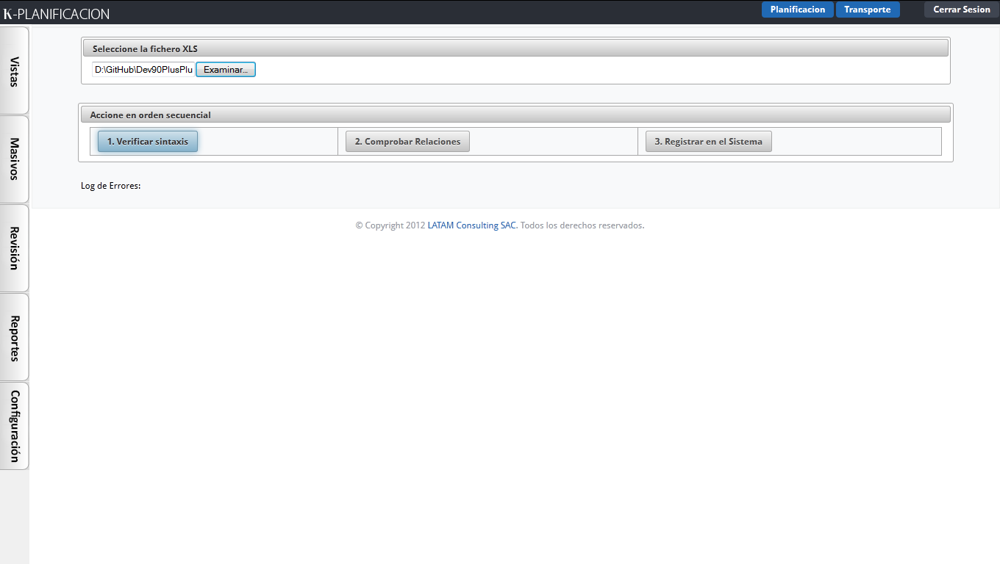 K-PLANIFICACION
Planificacion
Transporte
Cerrar Sesion
Vistas
Masivos
Revisión
Reportes
Configuración
Seleccione la fichero XLS
D:\GitHub\Dev90PlusPlu
Examinar...
Accione en orden secuencial
1. Verificar sintaxis
2. Comprobar Relaciones
3. Registrar en el Sistema
Log de Errores:
© Copyright 2012 LATAM Consulting SAC. Todos los derechos reservados.